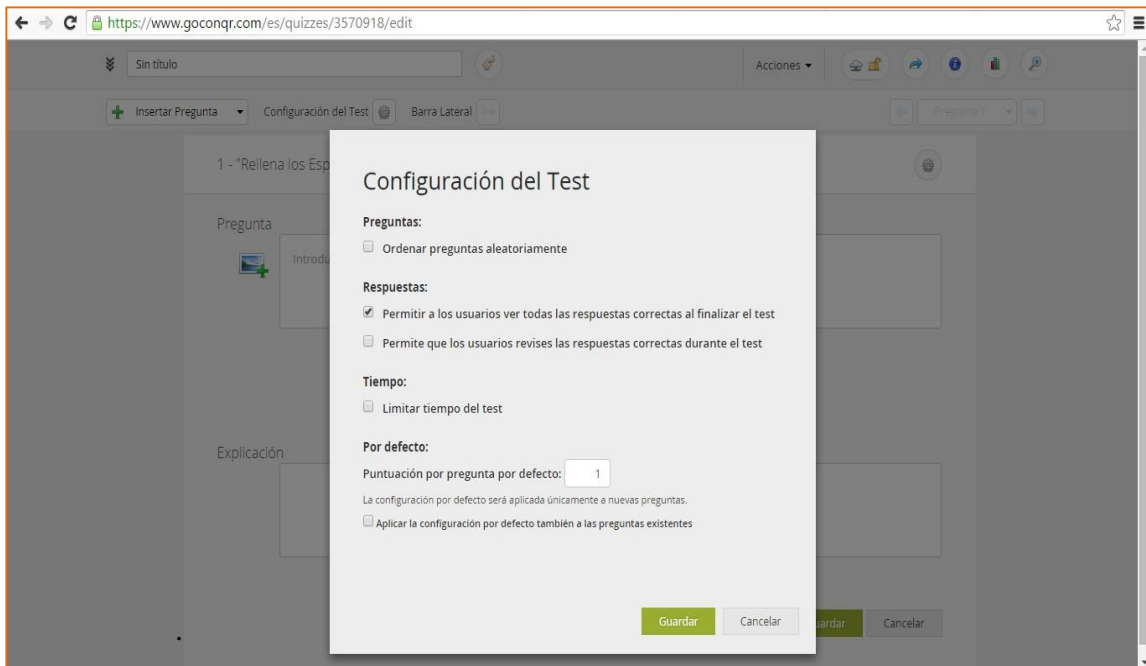 https://www.goconqr.com/es/quizzes/3570918/edit
Sin título
Acciones
Insertar Pregunta
Configuración del Test
Barra Lateral
Pregunta 1
1 - "Rellena los Esp
Configuración del Test
Pregunta
Introdu
Preguntas:
Ordenar preguntas aleatoriamente
Respuestas:
Permitir a los usuarios ver todas las respuestas correctas al finalizar el test
Permite que los usuarios revises las respuestas correctas durante el test
Tiempo:
Limitar tiempo del test
Explicación
Por defecto:
Puntuación por pregunta por defecto: 1
La configuración por defecto será aplicada únicamente a nuevas preguntas.
Aplicar la configuración por defecto también a las preguntas existentes
Guardar
Cancelar
uardar
Cancelar